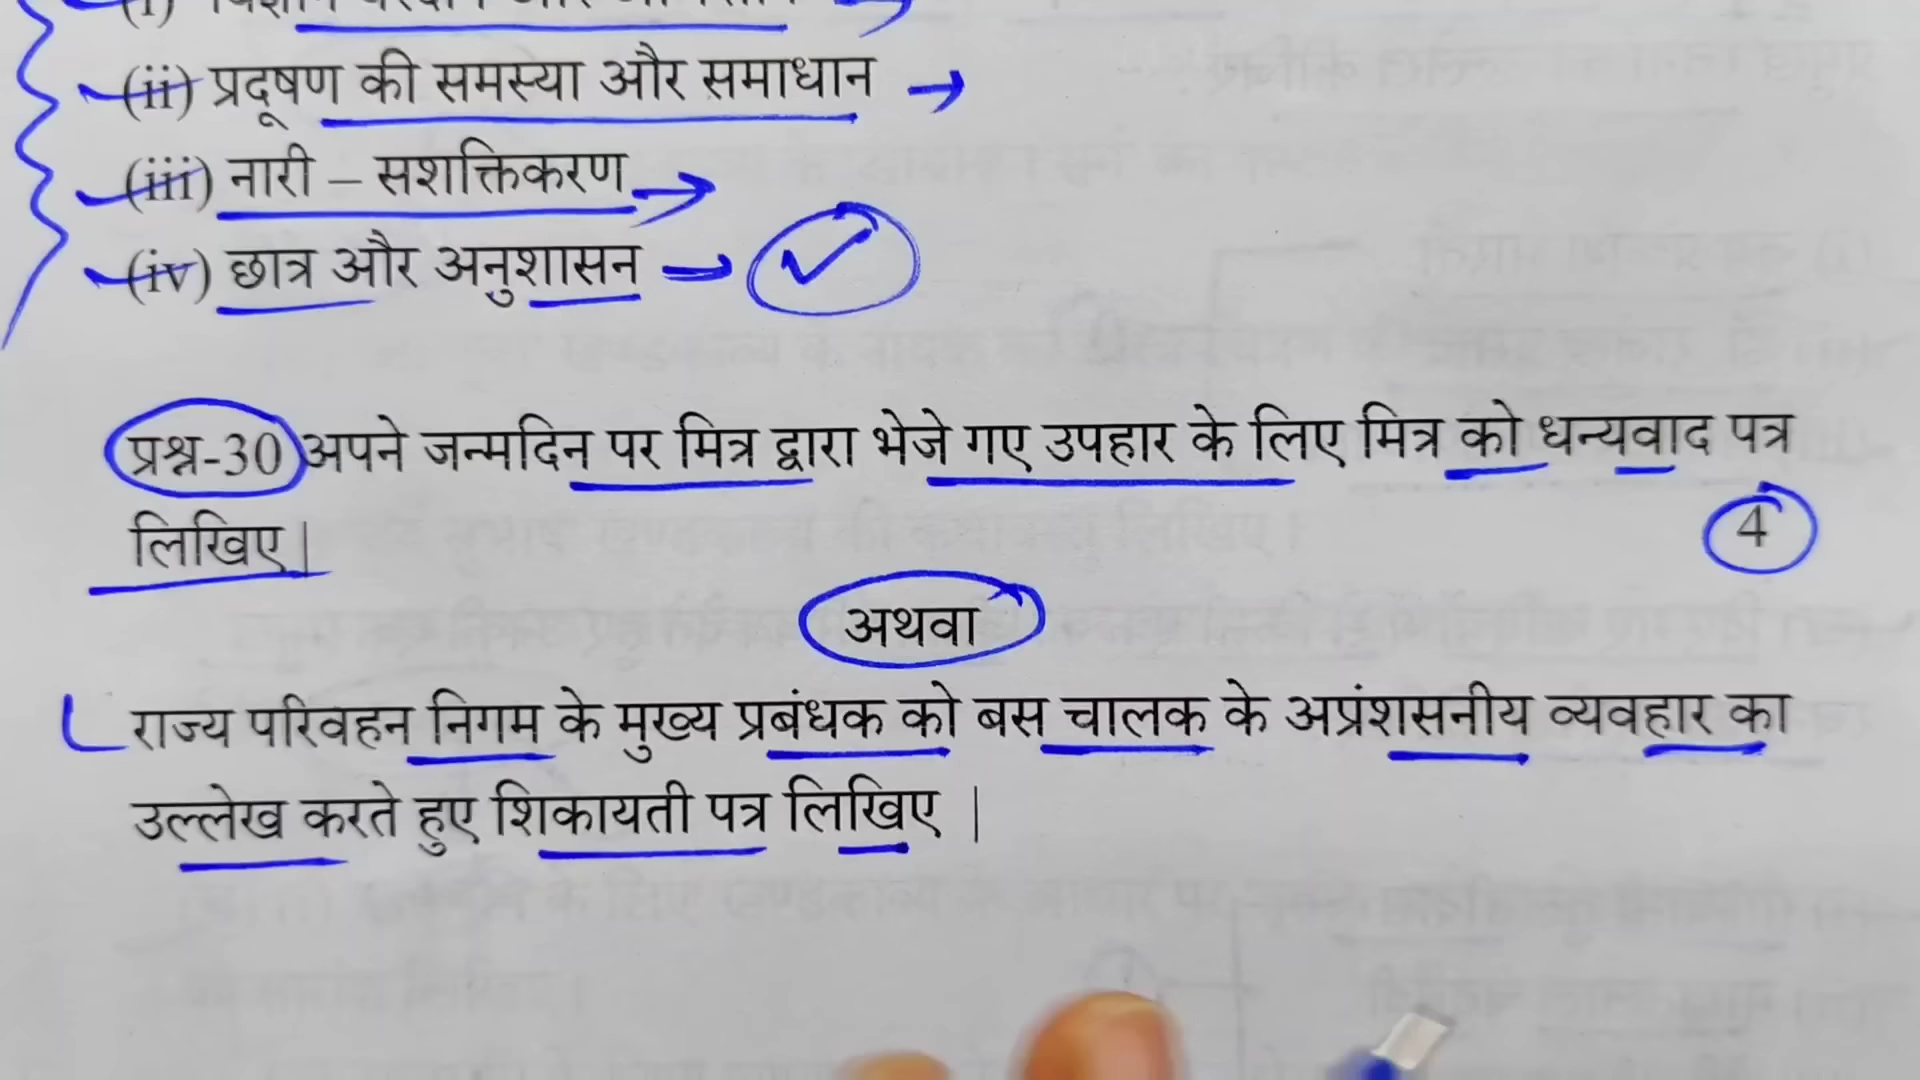 (ii) प्रदूषण की समस्या और समाधान
(iii) नारी – सशक्तिकरण
(iv) छात्र और अनुशासन
प्रश्न-30 अपने जन्मदिन पर मित्र द्वारा भेजे गए उपहार के लिए मित्र को धन्यवाद पत्र
लिखिए| 4
अथवा
राज्य परिवहन निगम के मुख्य प्रबंधक को बस चालक के अप्रंशसनीय व्यवहार का
उल्लेख करते हुए शिकायती पत्र लिखिए |